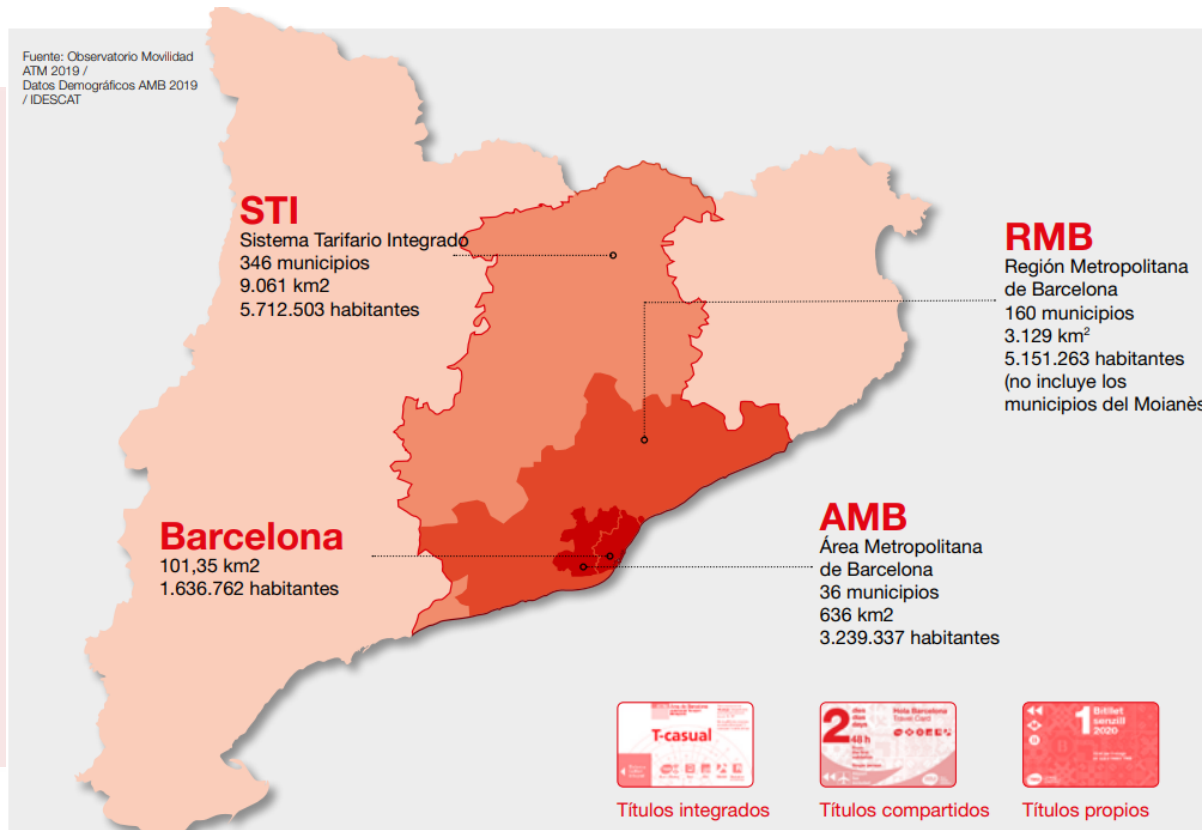 Fuente: Observatorio Movilidad
ATM 2019 /
Datos Demográficos AMB 2019
/ IDESCAT
STI
Sistema Tarifario Integrado
346 municipios
9.061 km2
5.712.503 habitantes
RMB
Región Metropolitana
de Barcelona
160 municipios
3.129 km²
5.151.263 habitantes
(no incluye los
municipios del Moianès
Barcelona
101,35 km2
1.636.762 habitantes
AMB
Área Metropolitana
de Barcelona
36 municipios
636 km2
3.239.337 habitantes
T-casual
2
dies
días
days
48 h
Hola Barcelona
Travel Card
1
Bitllet
senzill
2020
Títulos integrados
Títulos compartidos
Títulos propios